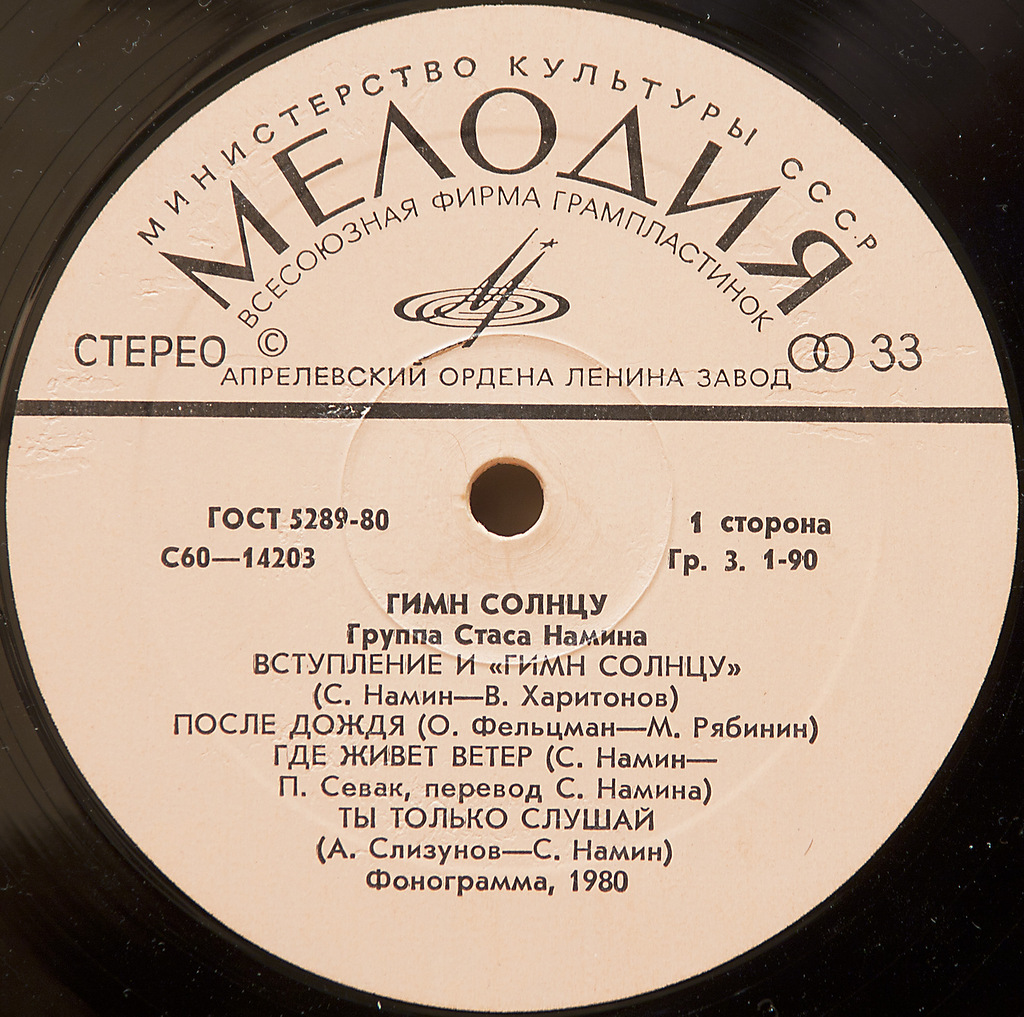 МИНИСТЕРСТВО КУЛЬТУРЫ СССР
МЕЛОДИЯ
ВСЕСОЮЗНАЯ ФИРМА ГРАМПЛАСТИНОК
СТЕРЕО © 33
АПРЕЛЕВСКИЙ ОРДЕНА ЛЕНИНА ЗАВОД
ГОСТ 5289-80 1 сторона
С60—14203 Гр. 3. 1-90
ГИМН СОЛНЦУ
Группа Стаса Намина
ВСТУПЛЕНИЕ И «ГИМН СОЛНЦУ»
(С. Намин—В. Харитонов)
ПОСЛЕ ДОЖДЯ (О. Фельцман—М. Рябинин)
ГДЕ ЖИВЕТ ВЕТЕР (С. Намин—
П. Севак, перевод С. Намина)
ТЫ ТОЛЬКО СЛУШАЙ
(А. Слизунов—С. Намин)
Фонограмма, 1980